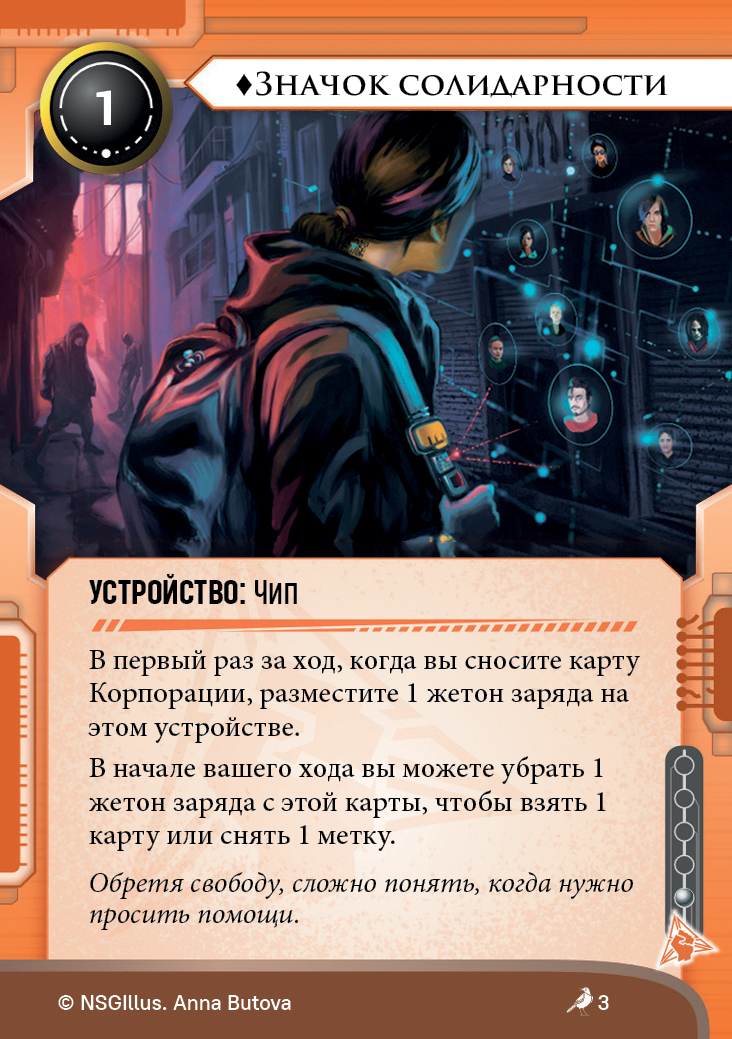 1
♦Значок солидарности
УСТРОЙСТВО: Чип
В первый раз за ход, когда вы сносите карту
Корпорации, разместите 1 жетон заряда на
этом устройстве.
В начале вашего хода вы можете убрать 1
жетон заряда с этой карты, чтобы взять 1
карту или снять 1 метку.
Обретя свободу, сложно понять, когда нужно
просить помощи.
© NSGIllus. Anna Butova
3